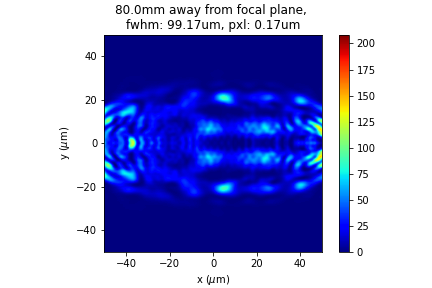 80.0mm away from focal plane,
fwhm: 99.17um, pxl: 0.17um
y (μm)
40
20
0
−20
−40
−40 −20 0 20 40
x (μm)
200
175
150
125
100
75
50
25
0